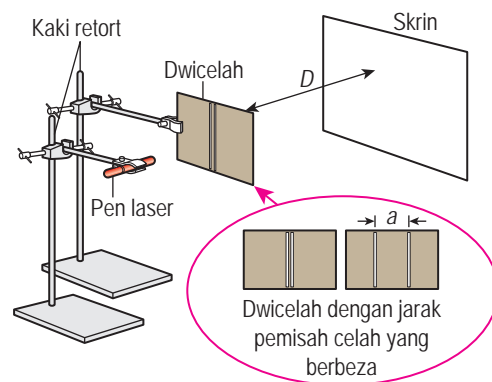 Kaki retort
Skrin
Dwicelah
D
Pen laser
a
Dwicelah dengan jarak
pemisah celah yang
berbeza